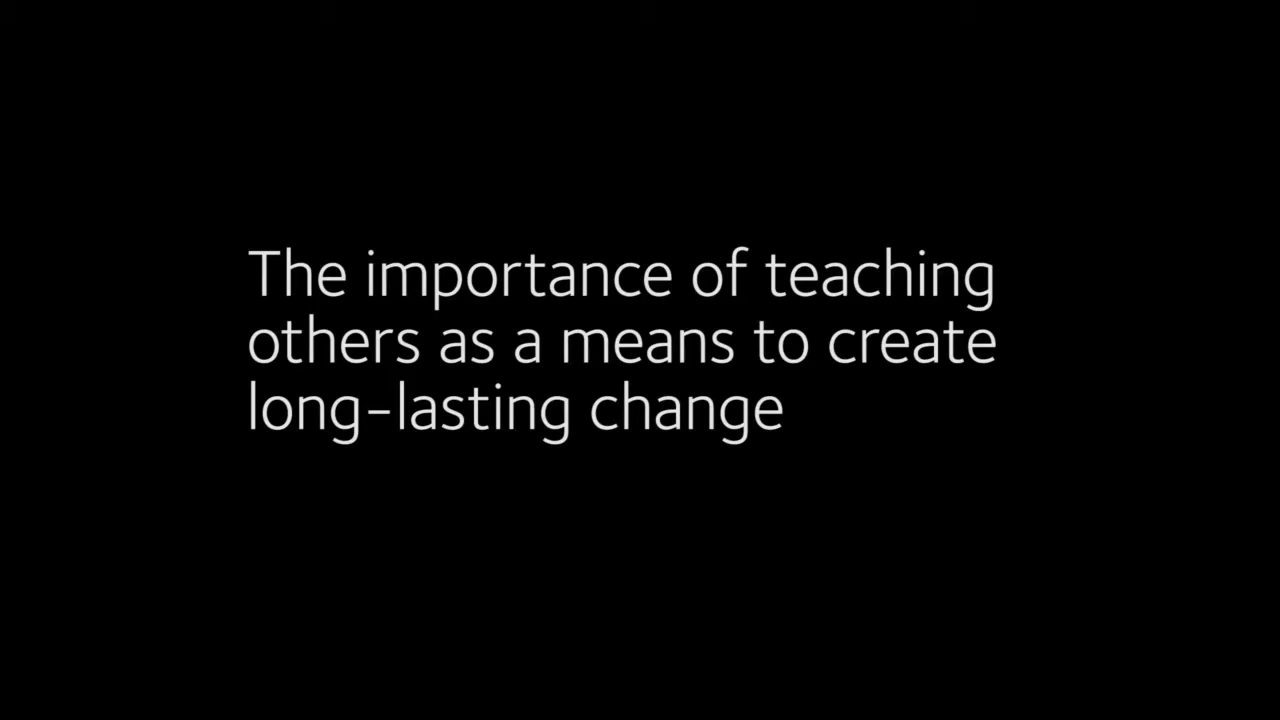 The importance of teaching
others as a means to create
long-lasting change